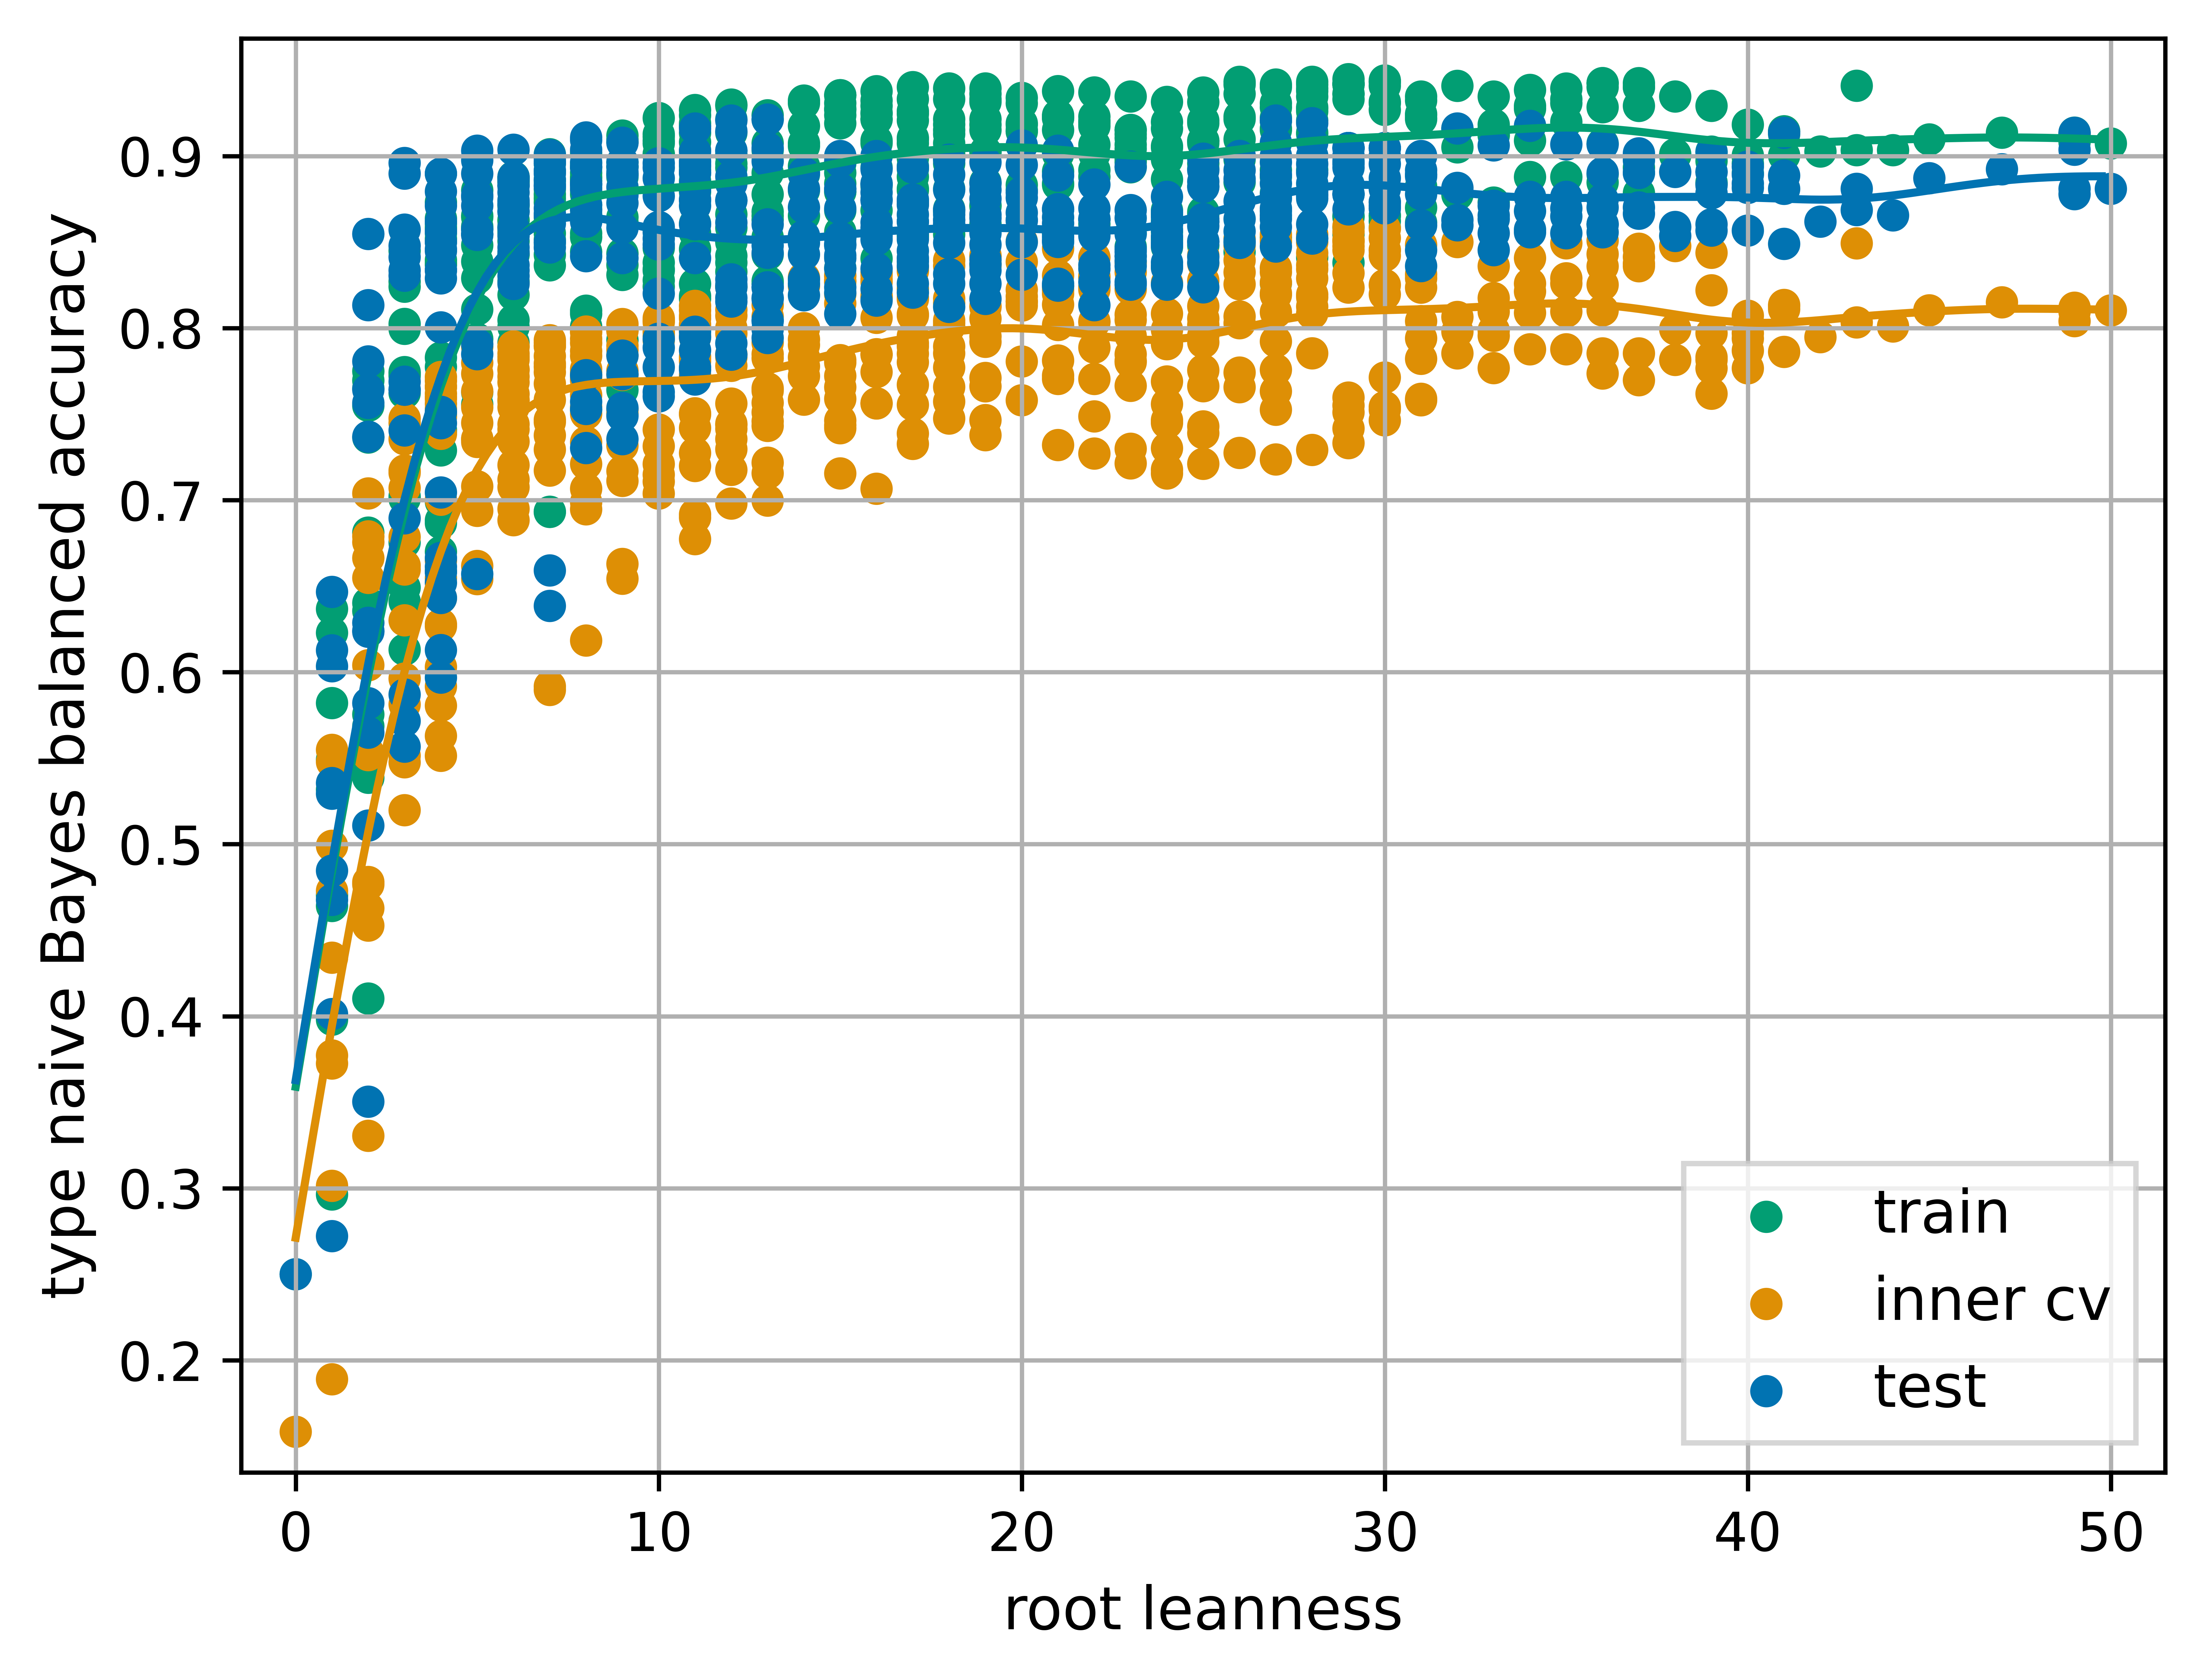 type naive Bayes balanced accuracy
0.9
0.8
0.7
0.6
0.5
0.4
0.3
0.2
train
inner cv
test
0 10 20 30 40 50
root leanness